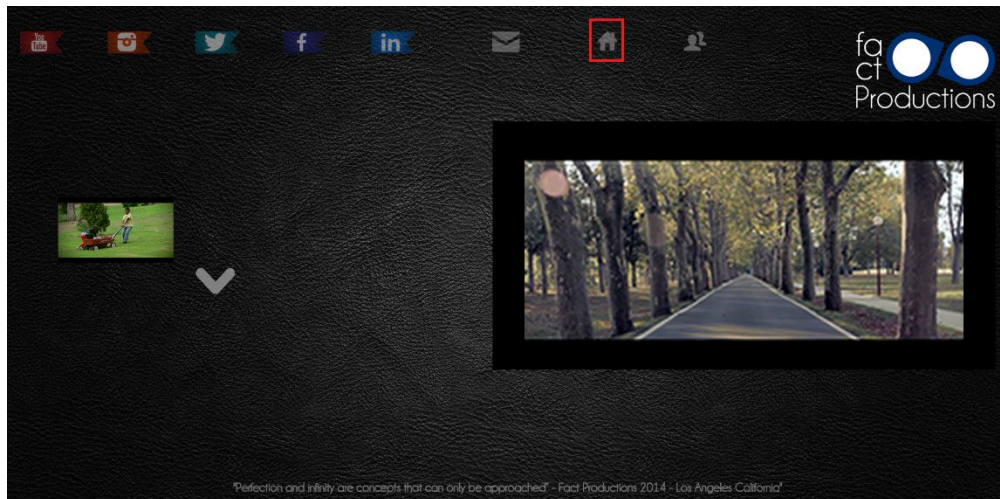 You
Tube
f
in
fa
ct
Productions
"Perfection and infinity are concepts that can only be approached" - Fact Productions 2014 - Los Angeles California"